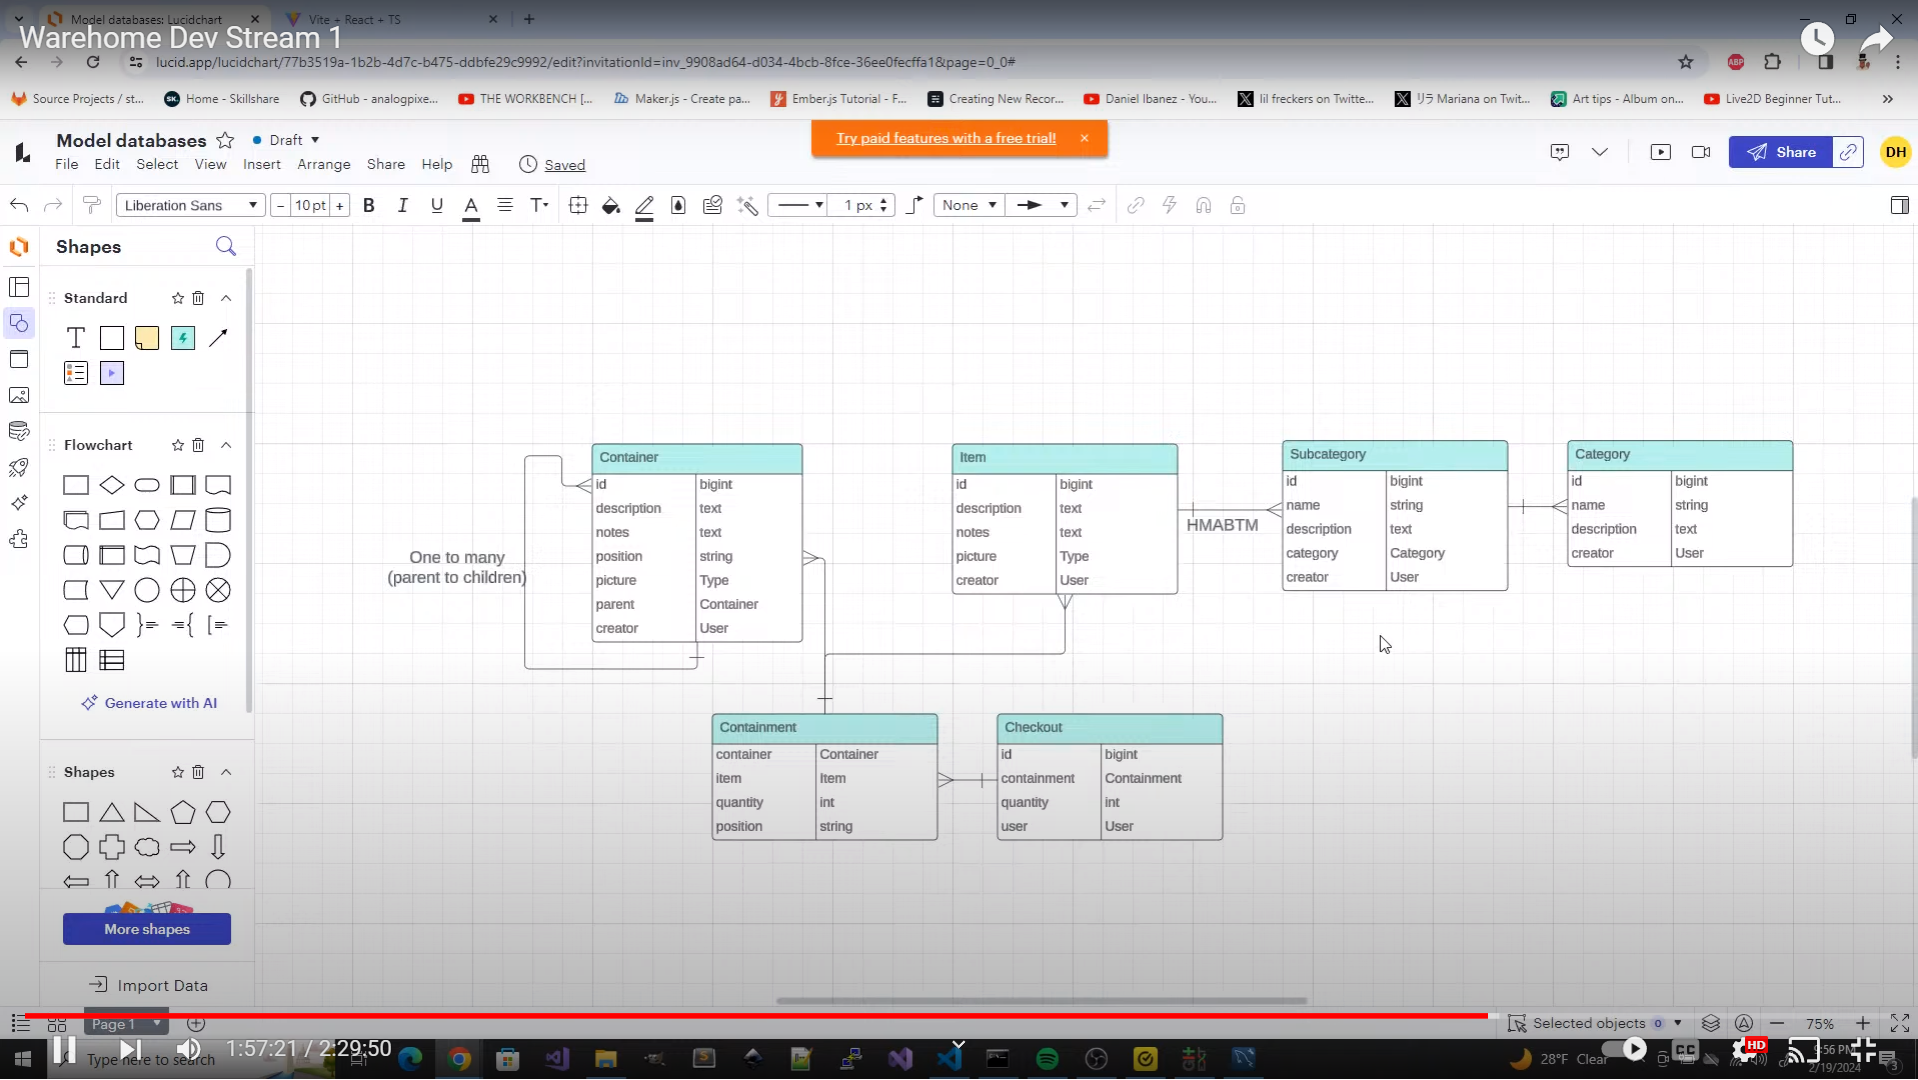 Model databases: Lucidchart
Vite + React + TS
Warehome Dev Stream 1
lucid.app/lucidchart/77b3519a-1b2b-4d7c-b475-ddbfe29c9992/edit?invitationId=inv_9908ad64-d034-4bcb-8fce-36ee0fecffa1&page=0_0#
ABP
Source Projects / st...
Home - Skillshare
GitHub - analogpixe...
THE WORKBENCH [...
Maker.js - Create pa...
Ember.js Tutorial - F...
Creating New Recor...
Daniel Ibanez - You...
lil freckers on Twitte...
リラ Mariana on Twit...
Art tips - Album on...
Live2D Beginner Tut...
Model databases
Draft
Try paid features with a free trial!
File Edit Select View Insert Arrange Share Help
Saved
Share
DH
Liberation Sans
10 pt
B I U A T
1 px
None
Shapes
Standard
T
Flowchart
Generate with AI
Shapes
More shapes
Import Data
One to many
(parent to children)
Container
id bigint
description text
notes text
position string
picture Type
parent Container
creator User
Item
id bigint
description text
notes text
picture Type
creator User
HMABTM
Subcategory
id bigint
name string
description text
category Category
creator User
Category
id bigint
name string
description text
creator User
Containment
container Container
item Item
quantity int
position string
Checkout
id bigint
containment Containment
quantity int
user User
Page 1
Selected objects 0
75%
Type here to search
1:57:21 / 2:29:50
28°F Clear
CC
HD
9:56 PM
2/19/2024
3